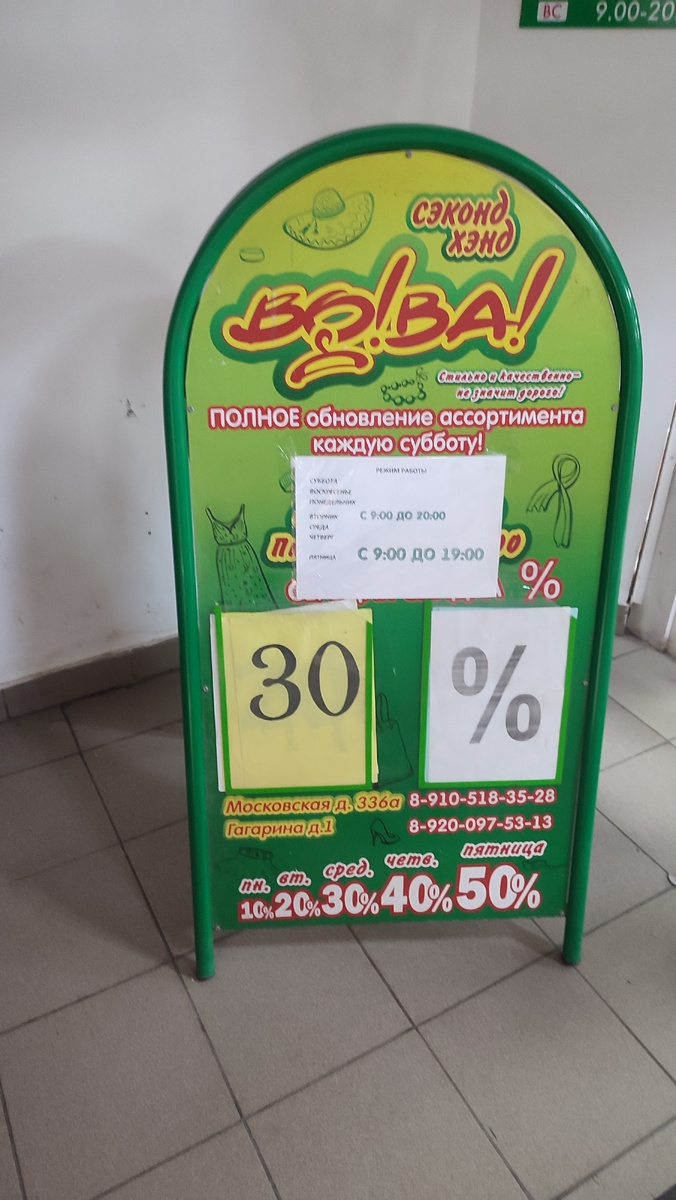 ВС 9.00-20
СЭКОНД
ХЭНД
ВО!ВА!
Стильно и качественно-
не значит дорого!
ПОЛНОЕ обновление ассортимента
каждую субботу!
РЕЖИМ РАБОТЫ
СУББОТА
ВОСКРЕСЕНЬЕ
ПОНЕДЕЛЬНИК
ВТОРНИК С 9:00 ДО 20:00
СРЕДА
ЧЕТВЕРГ
ПЯТНИЦА С 9:00 ДО 19:00
%
30 %
Московская д. 336а 8-910-518-35-28
Гагарина д.1 8-920-097-53-13
пн. вт. сред. четв. пятница
10% 20% 30% 40% 50%